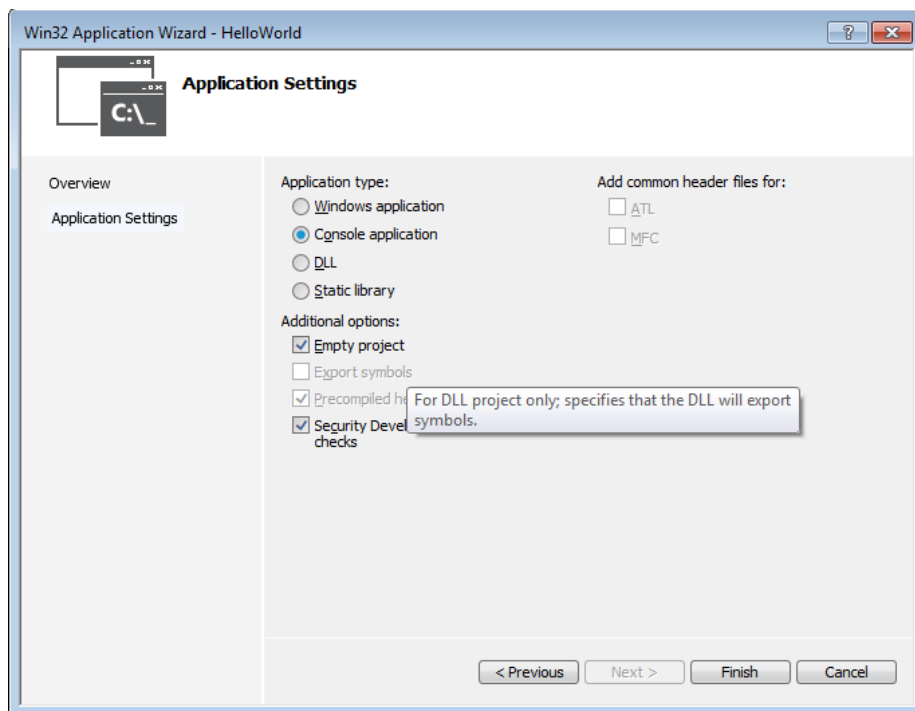 Win32 Application Wizard - HelloWorld
C:\_
Application Settings
Overview
Application Settings
Application type:
Windows application
Console application
DLL
Static library
Add common header files for:
ATL
MFC
Additional options:
Empty project
Export symbols
Precompiled he
For DLL project only; specifies that the DLL will export
symbols.
Security Devel
checks
< Previous
Next >
Finish
Cancel